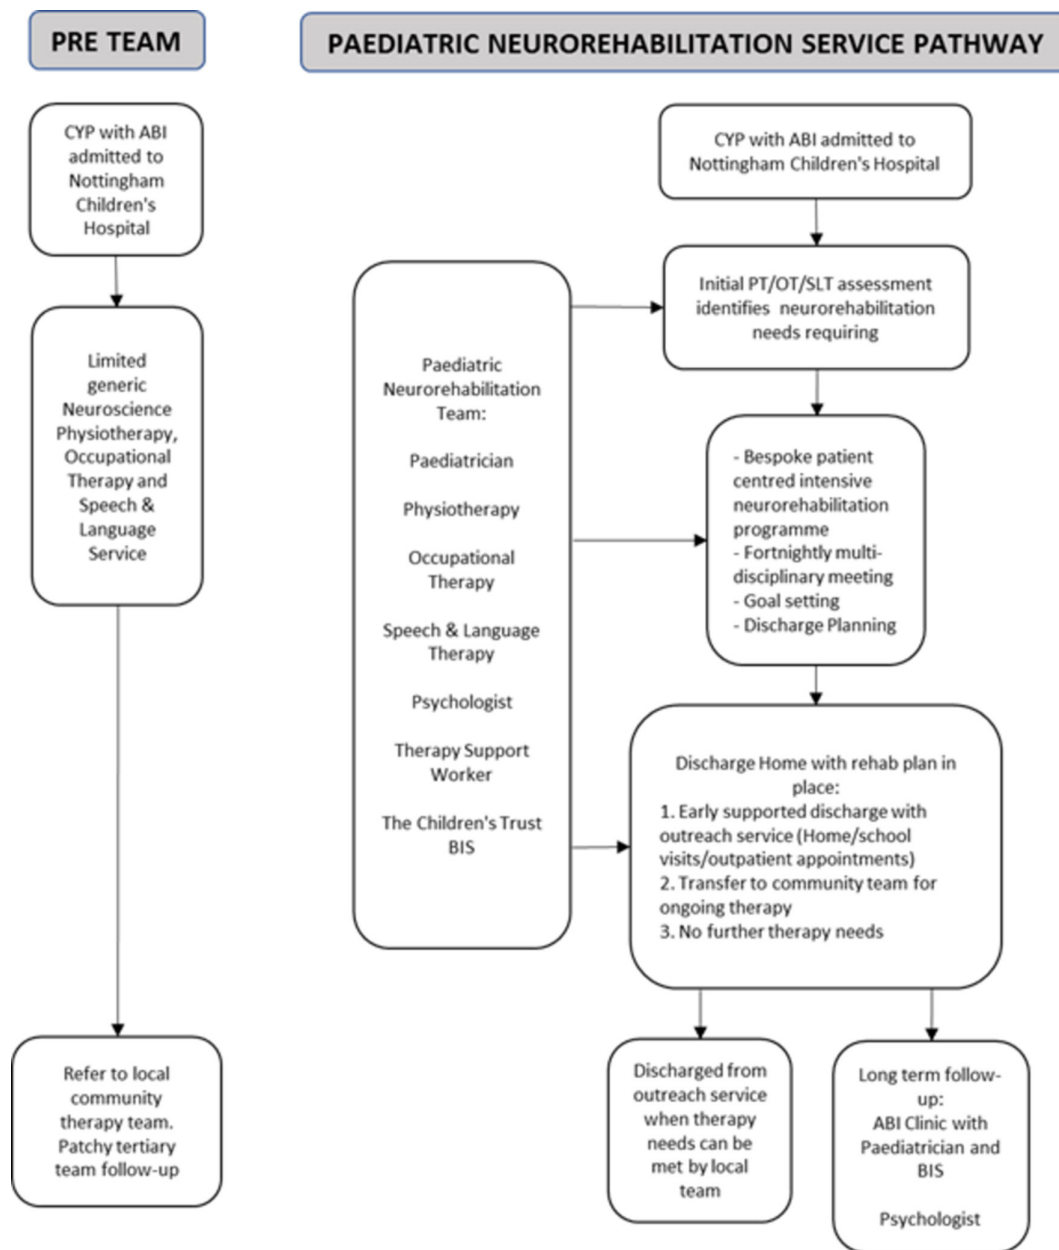 PRE TEAM
CYP with ABI
admitted to
Nottingham
Children's
Hospital
Limited
generic
Neuroscience
Physiotherapy,
Occupational
Therapy and
Speech &
Language
Service
Refer to local
community
therapy team.
Patchy tertiary
team follow-up
PAEDIATRIC NEUROREHABILITATION SERVICE PATHWAY
CYP with ABI admitted to
Nottingham Children's Hospital
Initial PT/OT/SLT assessment
identifies neurorehabilitation
needs requiring
Paediatric
Neurorehabilitation
Team:
Paediatrician
Physiotherapy
Occupational
Therapy
Speech & Language
Therapy
Psychologist
Therapy Support
Worker
The Children's Trust
BIS
- Bespoke patient
centred intensive
neurorehabilitation
programme
- Fortnightly multi-
disciplinary meeting
- Goal setting
- Discharge Planning
Discharge Home with rehab plan in
place:
1. Early supported discharge with
outreach service (Home/school
visits/outpatient appointments)
2. Transfer to community team for
ongoing therapy
3. No further therapy needs
Discharged from
outreach service
when therapy
needs can be
met by local
team
Long term follow-
up:
ABI Clinic with
Paediatrician and
BIS
Psychologist